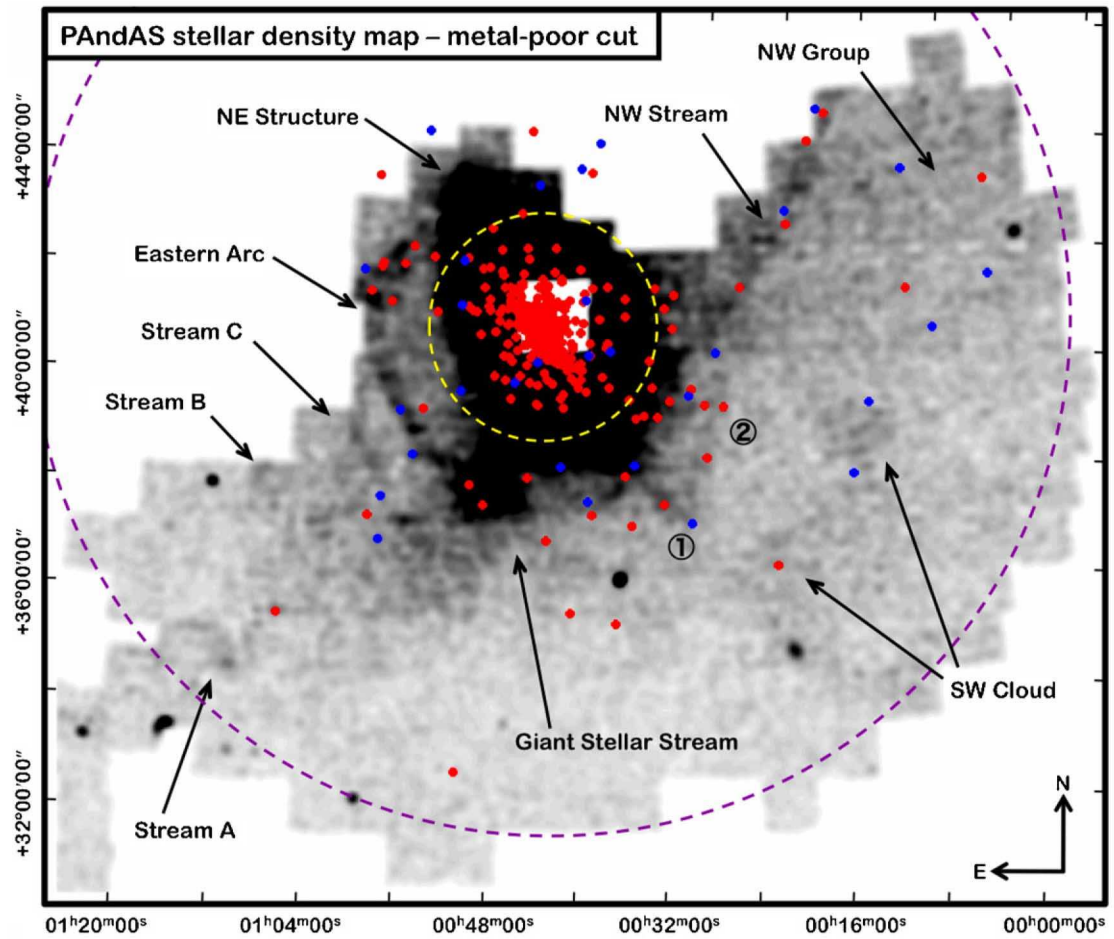 PAndAS stellar density map – metal-poor cut
NW Group
NE Structure
NW Stream
+44°00′00″
Eastern Arc
Stream C
+40°00′00″
Stream B
②
①
+36°00′00″
SW Cloud
Giant Stellar Stream
N
+32°00′00″
Stream A
E
01ʰ20ᵐ00ˢ 01ʰ04ᵐ00ˢ 00ʰ48ᵐ00ˢ 00ʰ32ᵐ00ˢ 00ʰ16ᵐ00ˢ 00ʰ00ᵐ00ˢ